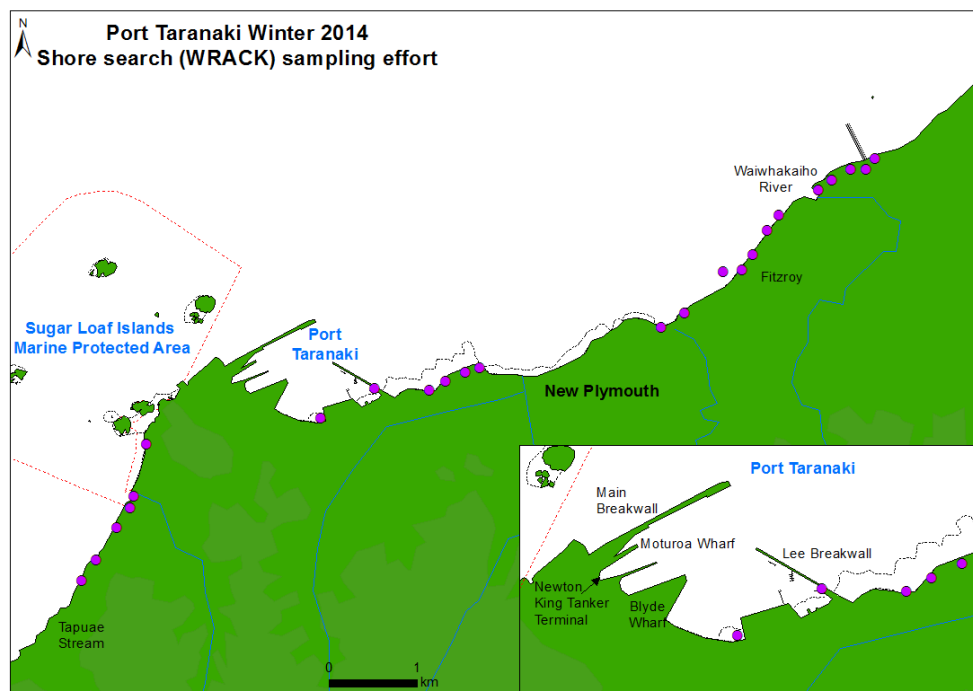 N
Port Taranaki Winter 2014
Shore search (WRACK) sampling effort
Waiwhakaiho
River
Fitzroy
Sugar Loaf Islands
Marine Protected Area
Port
Taranaki
New Plymouth
Tapuae
Stream
0
1
km
Port Taranaki
Main
Breakwall
Moturoa Wharf
Lee Breakwall
Newton
King Tanker
Terminal
Blyde
Wharf